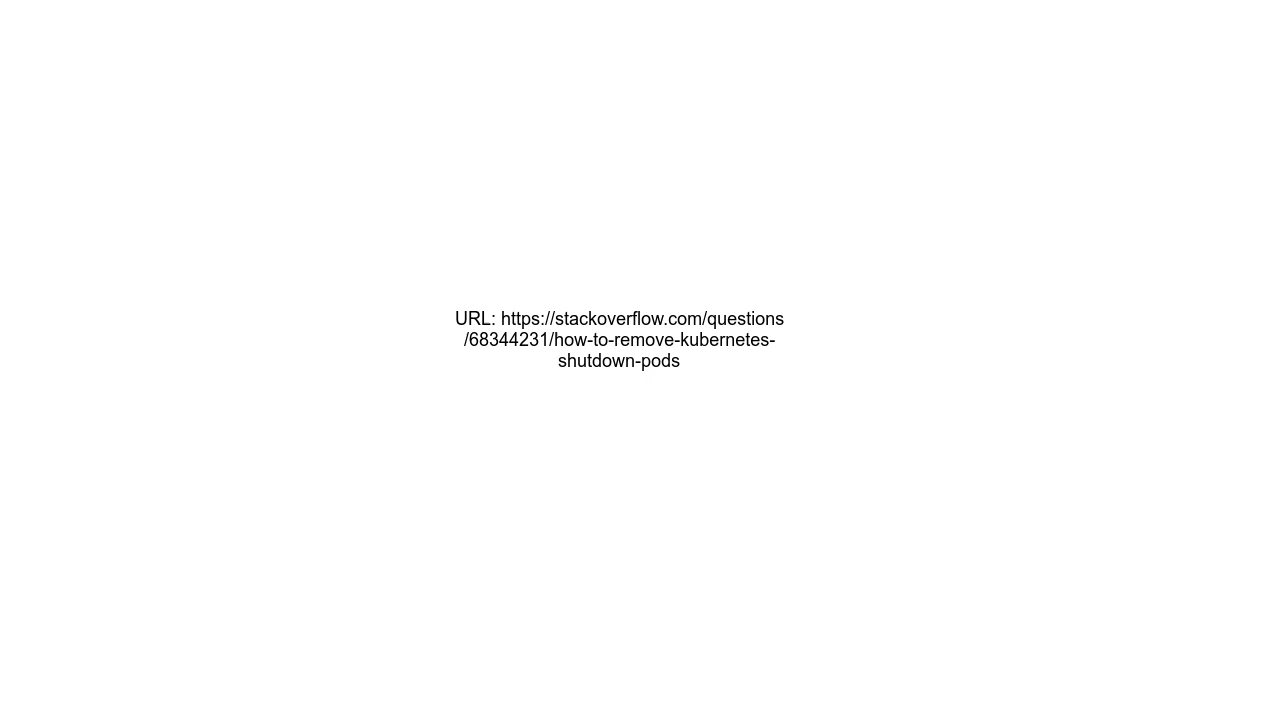 URL: https://stackoverflow.com/questions
/68344231/how-to-remove-kubernetes-
shutdown-pods